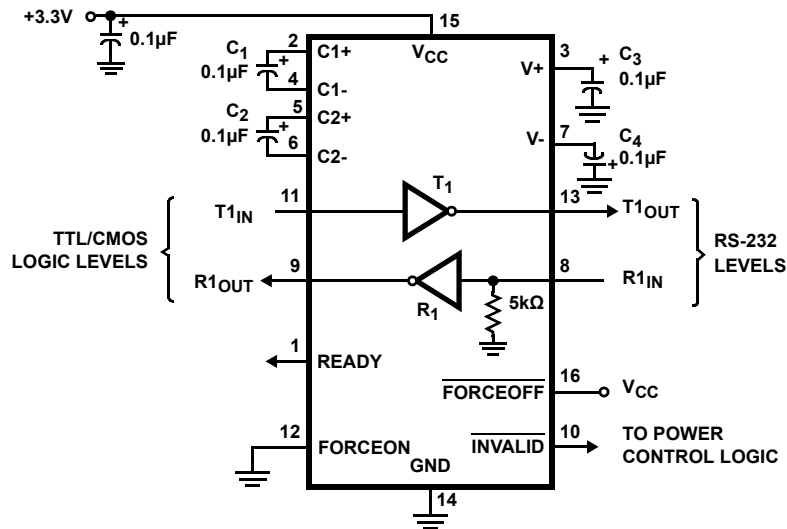 +3.3V
+
0.1µF
15
VCC
2
C1+
C1
0.1µF
+
4
C1-
5
C2+
C2
0.1µF
+
6
C2-
3
V+
+
C3
0.1µF
7
V-
C4
0.1µF
+
T1
11
T1IN
13
T1OUT
TTL/CMOS
LOGIC LEVELS
RS-232
LEVELS
9
R1OUT
R1
8
R1IN
5kΩ
1
READY
FORCEOFF
16
VCC
12
FORCEON
INVALID
10
TO POWER
CONTROL LOGIC
GND
14